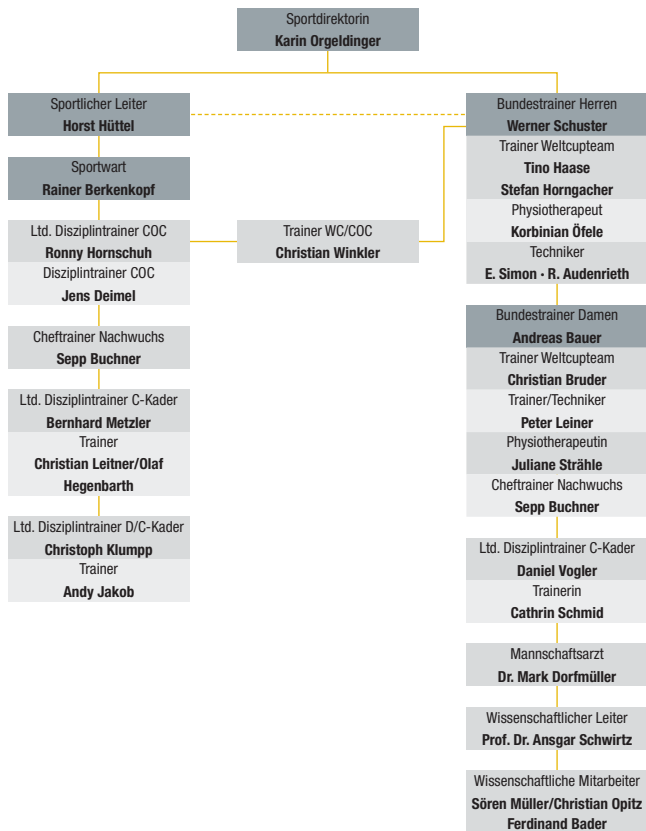 Sportdirektorin
Karin Orgeldinger
Sportlicher Leiter
Horst Hüttel
Sportwart
Rainer Berkenkopf
Ltd. Disziplintrainer COC
Ronny Hornschuh
Disziplintrainer COC
Jens Deimel
Cheftrainer Nachwuchs
Sepp Buchner
Ltd. Disziplintrainer C-Kader
Bernhard Metzler
Trainer
Christian Leitner/Olaf
Hegenbarth
Ltd. Disziplintrainer D/C-Kader
Christoph Klumpp
Trainer
Andy Jakob
Trainer WC/COC
Christian Winkler
Bundestrainer Herren
Werner Schuster
Trainer Weltcupteam
Tino Haase
Stefan Horngacher
Physiotherapeut
Korbinian Öfele
Techniker
E. Simon · R. Audenrieth
Bundestrainer Damen
Andreas Bauer
Trainer Weltcupteam
Christian Bruder
Trainer/Techniker
Peter Leiner
Physiotherapeutin
Juliane Strähle
Cheftrainer Nachwuchs
Sepp Buchner
Ltd. Disziplintrainer C-Kader
Daniel Vogler
Trainerin
Cathrin Schmid
Mannschaftsarzt
Dr. Mark Dorfmüller
Wissenschaftlicher Leiter
Prof. Dr. Ansgar Schwirtz
Wissenschaftliche Mitarbeiter
Sören Müller/Christian Opitz
Ferdinand Bader